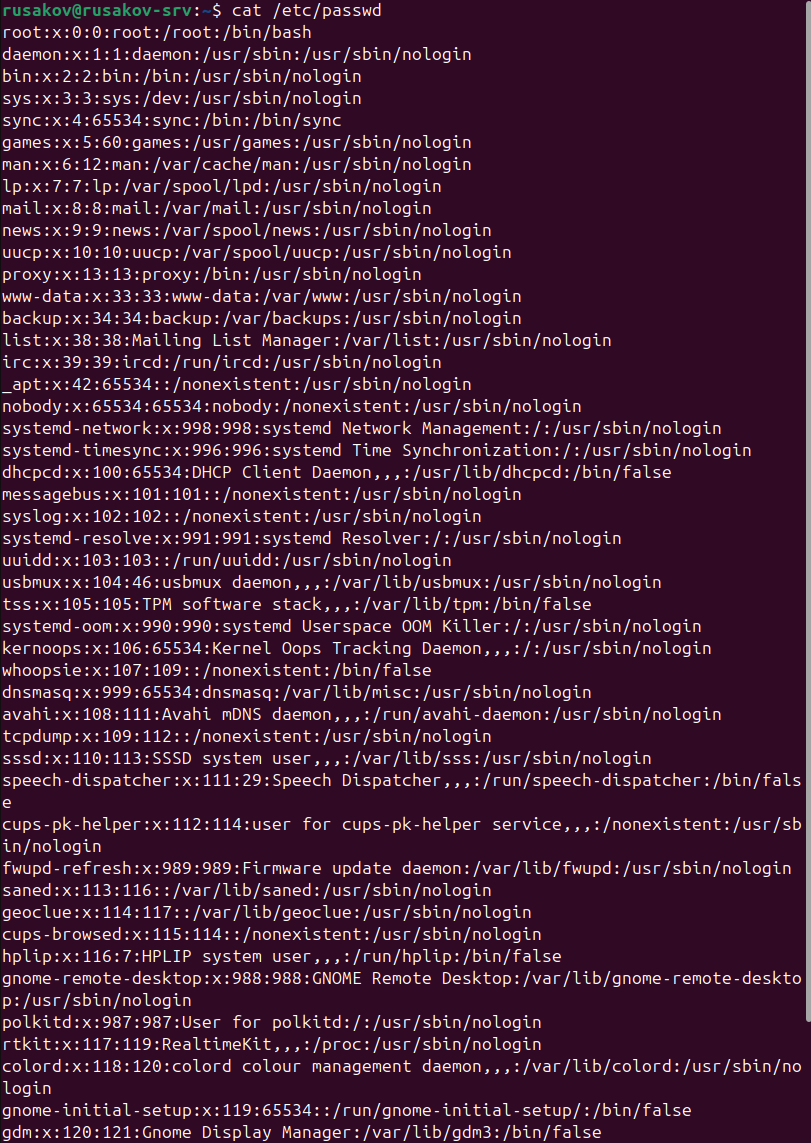 rusakov@rusakov-srv:~$ cat /etc/passwd
root:x:0:0:root:/root:/bin/bash
daemon:x:1:1:daemon:/usr/sbin:/usr/sbin/nologin
bin:x:2:2:bin:/bin:/usr/sbin/nologin
sys:x:3:3:sys:/dev:/usr/sbin/nologin
sync:x:4:65534:sync:/bin:/bin/sync
games:x:5:60:games:/usr/games:/usr/sbin/nologin
man:x:6:12:man:/var/cache/man:/usr/sbin/nologin
lp:x:7:7:lp:/var/spool/lpd:/usr/sbin/nologin
mail:x:8:8:mail:/var/mail:/usr/sbin/nologin
news:x:9:9:news:/var/spool/news:/usr/sbin/nologin
uucp:x:10:10:uucp:/var/spool/uucp:/usr/sbin/nologin
proxy:x:13:13:proxy:/bin:/usr/sbin/nologin
www-data:x:33:33:www-data:/var/www:/usr/sbin/nologin
backup:x:34:34:backup:/var/backups:/usr/sbin/nologin
list:x:38:38:Mailing List Manager:/var/list:/usr/sbin/nologin
irc:x:39:39:ircd:/run/ircd:/usr/sbin/nologin
_apt:x:42:65534::/nonexistent:/usr/sbin/nologin
nobody:x:65534:65534:nobody:/nonexistent:/usr/sbin/nologin
systemd-network:x:998:998:systemd Network Management:/:/usr/sbin/nologin
systemd-timesync:x:996:996:systemd Time Synchronization:/:/usr/sbin/nologin
dhcpcd:x:100:65534:DHCP Client Daemon,,,:/usr/lib/dhcpcd:/bin/false
messagebus:x:101:101::/nonexistent:/usr/sbin/nologin
syslog:x:102:102::/nonexistent:/usr/sbin/nologin
systemd-resolve:x:991:991:systemd Resolver:/:/usr/sbin/nologin
uuidd:x:103:103::/run/uuidd:/usr/sbin/nologin
usbmux:x:104:46:usbmux daemon,,,:/var/lib/usbmux:/usr/sbin/nologin
tss:x:105:105:TPM software stack,,,:/var/lib/tpm:/bin/false
systemd-oom:x:990:990:systemd Userspace OOM Killer:/:/usr/sbin/nologin
kernoops:x:106:65534:Kernel Oops Tracking Daemon,,,:/:/usr/sbin/nologin
whoopsie:x:107:109::/nonexistent:/bin/false
dnsmasq:x:999:65534:dnsmasq:/var/lib/misc:/usr/sbin/nologin
avahi:x:108:111:Avahi mDNS daemon,,,:/run/avahi-daemon:/usr/sbin/nologin
tcpdump:x:109:112::/nonexistent:/usr/sbin/nologin
sssd:x:110:113:SSSD system user,,,:/var/lib/sss:/usr/sbin/nologin
speech-dispatcher:x:111:29:Speech Dispatcher,,,:/run/speech-dispatcher:/bin/fals
e
cups-pk-helper:x:112:114:user for cups-pk-helper service,,,:/nonexistent:/usr/sb
in/nologin
fwupd-refresh:x:989:989:Firmware update daemon:/var/lib/fwupd:/usr/sbin/nologin
saned:x:113:116::/var/lib/saned:/usr/sbin/nologin
geoclue:x:114:117::/var/lib/geoclue:/usr/sbin/nologin
cups-browsed:x:115:114::/nonexistent:/usr/sbin/nologin
hplip:x:116:7:HPLIP system user,,,:/run/hplip:/bin/false
gnome-remote-desktop:x:988:988:GNOME Remote Desktop:/var/lib/gnome-remote-deskto
p:/usr/sbin/nologin
polkitd:x:987:987:User for polkitd:/:/usr/sbin/nologin
rtkit:x:117:119:RealtimeKit,,,:/proc:/usr/sbin/nologin
colord:x:118:120:colord colour management daemon,,,:/var/lib/colord:/usr/sbin/no
login
gnome-initial-setup:x:119:65534::/run/gnome-initial-setup/:/bin/false
gdm:x:120:121:Gnome Display Manager:/var/lib/gdm3:/bin/false